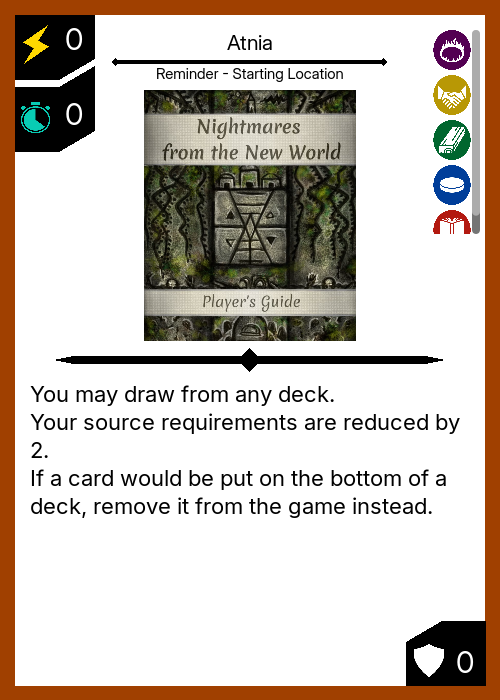 0
Atnia
Reminder - Starting Location
0
Nightmares
from the New World
Player's Guide
You may draw from any deck.
Your source requirements are reduced by
2.
If a card would be put on the bottom of a
deck, remove it from the game instead.
0